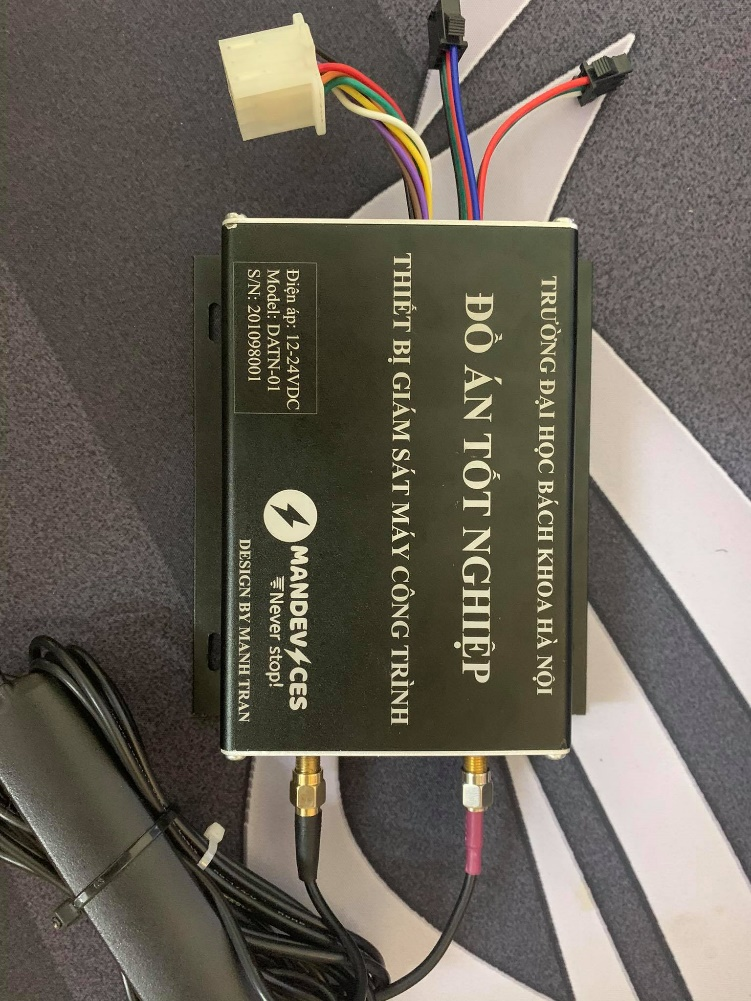 TRƯỜNG ĐẠI HỌC BÁCH KHOA HÀ NỘI
ĐỒ ÁN TỐT NGHIỆP
THIẾT BỊ GIÁM SÁT MÁY CÔNG TRÌNH
Điện áp: 12-24VDC
Model: DATN-01
S/N: 201098001
MANDEVICES
Never stop!
DESIGN BY MANH TRAN